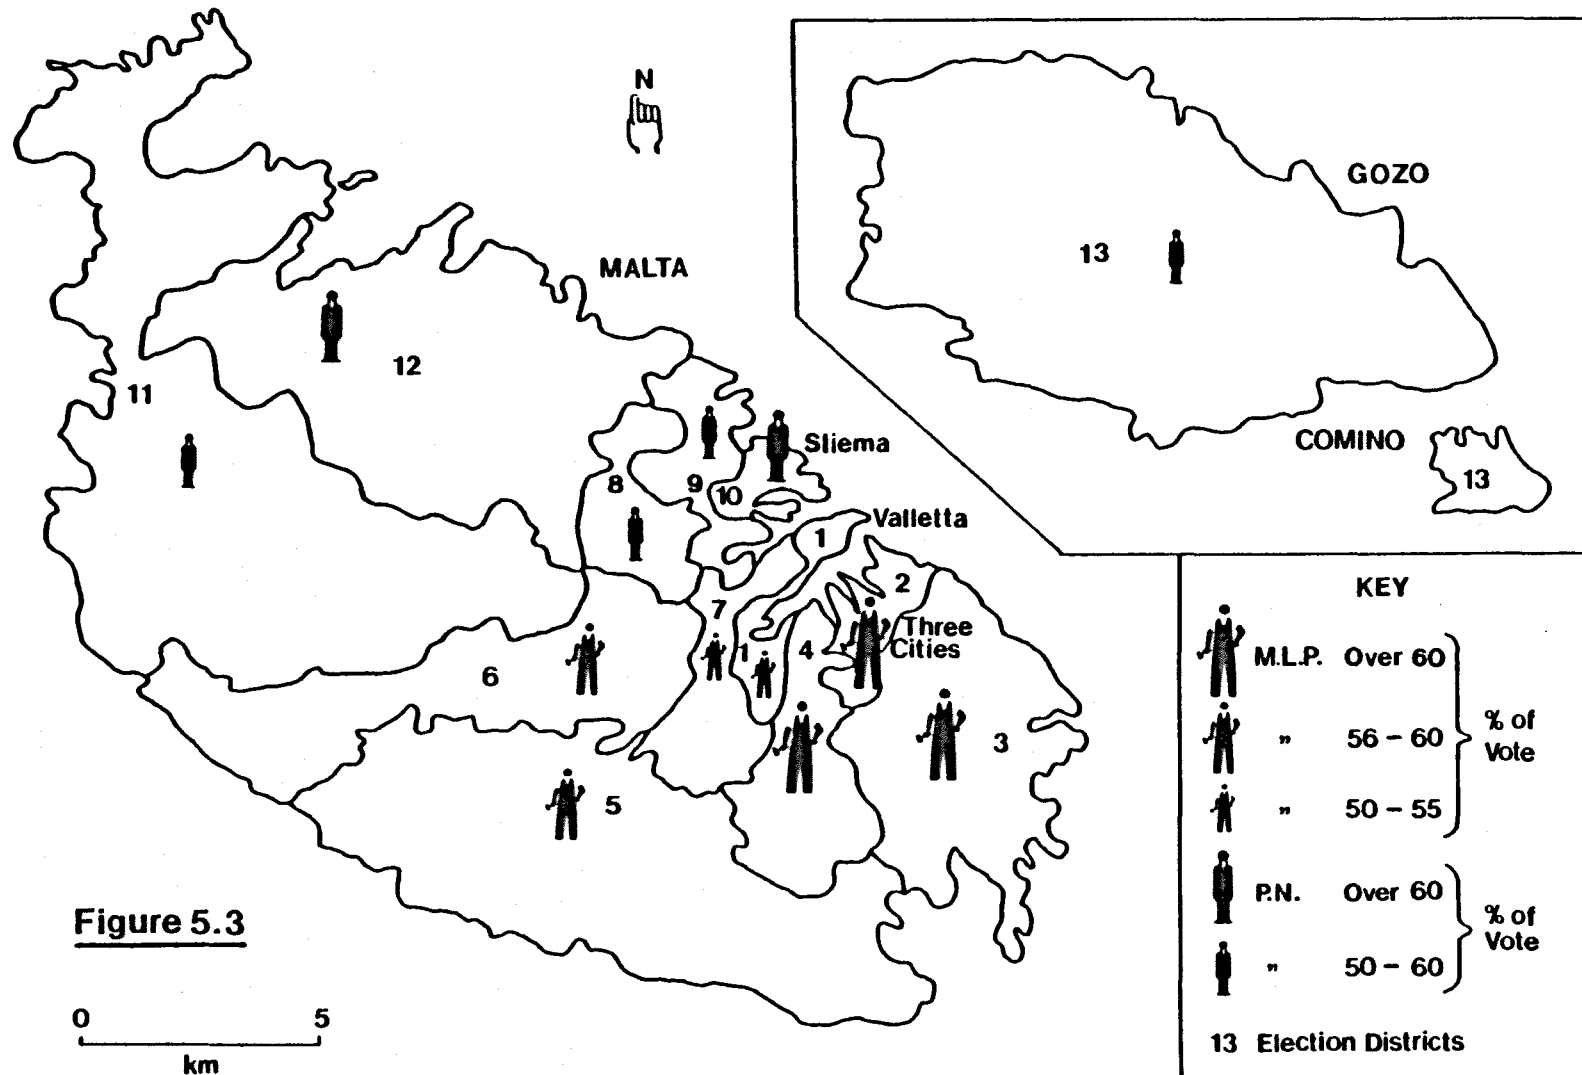 N
MALTA
GOZO
13
COMINO
13
12
11
Sliema
8
9
10
Valletta
1
2
7
Three
Cities
1
4
6
3
5
Figure 5.3
0 5
km
KEY
M.L.P. Over 60
" 56 – 60
" 50 – 55
% of
Vote
P.N. Over 60
" 50 – 60
% of
Vote
13 Election Districts